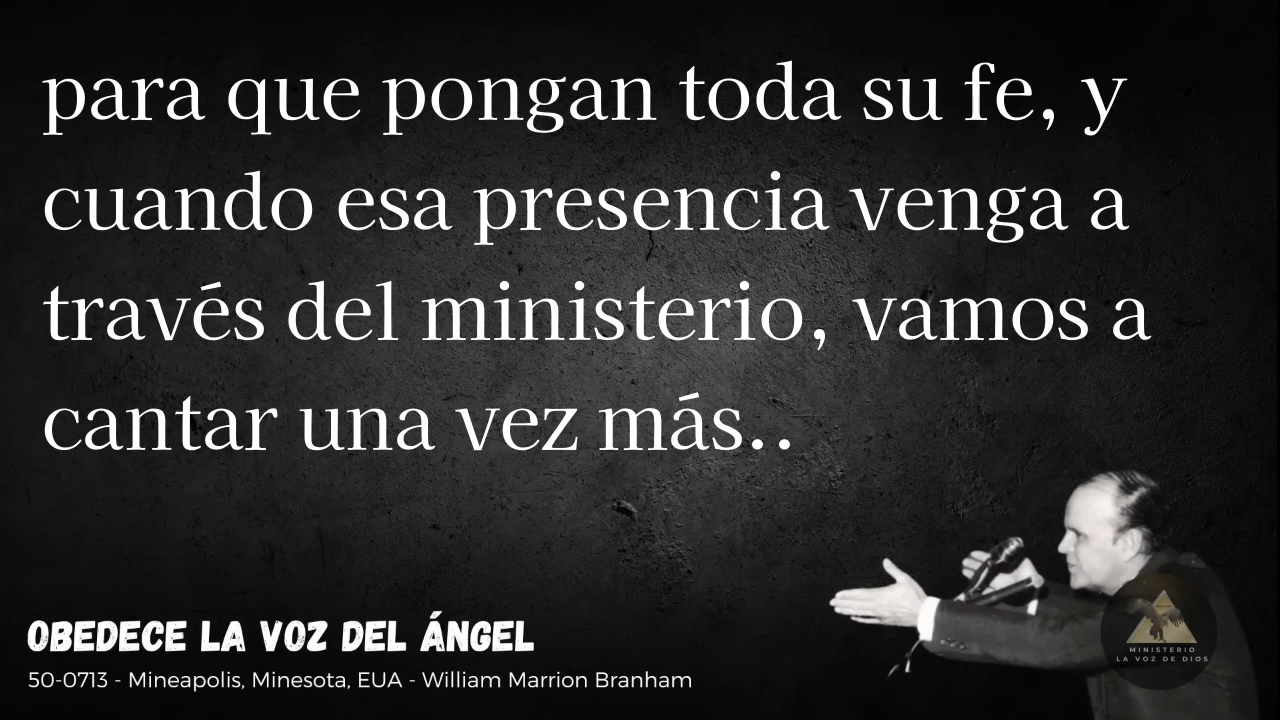 para que pongan toda su fe, y
cuando esa presencia venga a
través del ministerio, vamos a
cantar una vez más..
OBEDECE LA VOZ DEL ÁNGEL
50-0713 - Mineapolis, Minesota, EUA - William Marrion Branham
MINISTERIO
LA VOZ DE DIOS